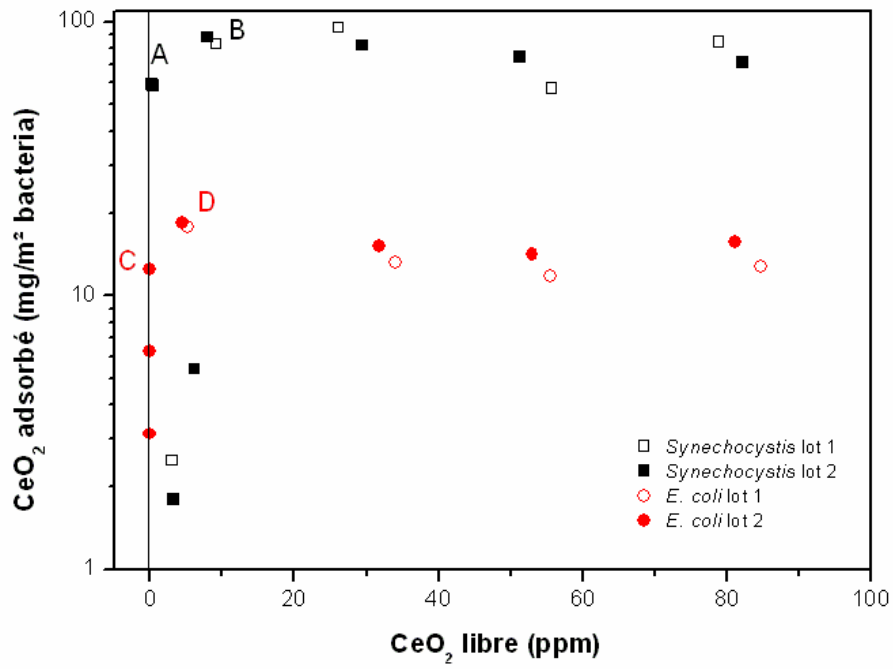 100
B
A
D
C
10
1
CeO₂ adsorbé (mg/m² bacteria)
Synechocystis lot 1
Synechocystis lot 2
E. coli lot 1
E. coli lot 2
0 20 40 60 80 100
CeO₂ libre (ppm)